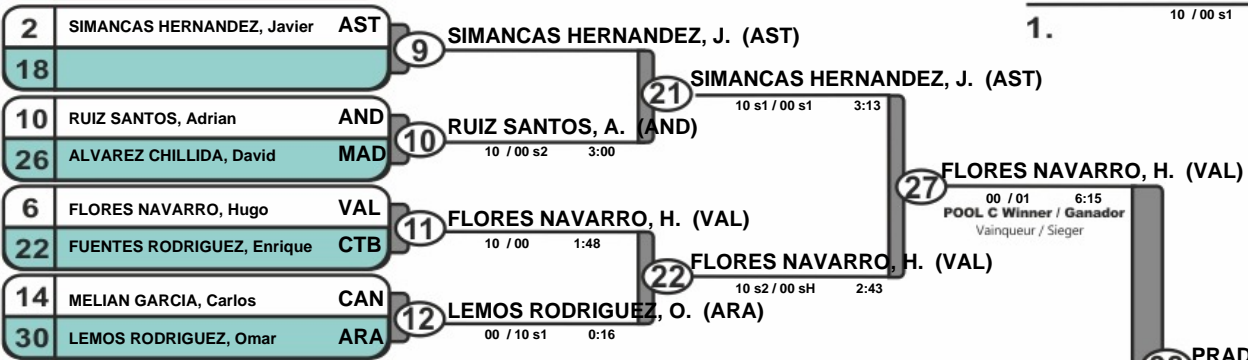 10 / 00 s1
1.
2 SIMANCAS HERNANDEZ, Javier AST
18
9 SIMANCAS HERNANDEZ, J. (AST)
21 SIMANCAS HERNANDEZ, J. (AST)
10 s1 / 00 s1 3:13
10 RUIZ SANTOS, Adrian AND
26 ALVAREZ CHILLIDA, David MAD
10 RUIZ SANTOS, A. (AND)
10 / 00 s2 3:00
27 FLORES NAVARRO, H. (VAL)
00 / 01 6:15
POOL C Winner / Ganador
Vainqueur / Sieger
6 FLORES NAVARRO, Hugo VAL
22 FUENTES RODRIGUEZ, Enrique CTB
11 FLORES NAVARRO, H. (VAL)
10 / 00 1:48
22 FLORES NAVARRO, H. (VAL)
10 s2 / 00 sH 2:43
14 MELIAN GARCIA, Carlos CAN
30 LEMOS RODRIGUEZ, Omar ARA
12 LEMOS RODRIGUEZ, O. (ARA)
00 / 10 s1 0:16
PRAD